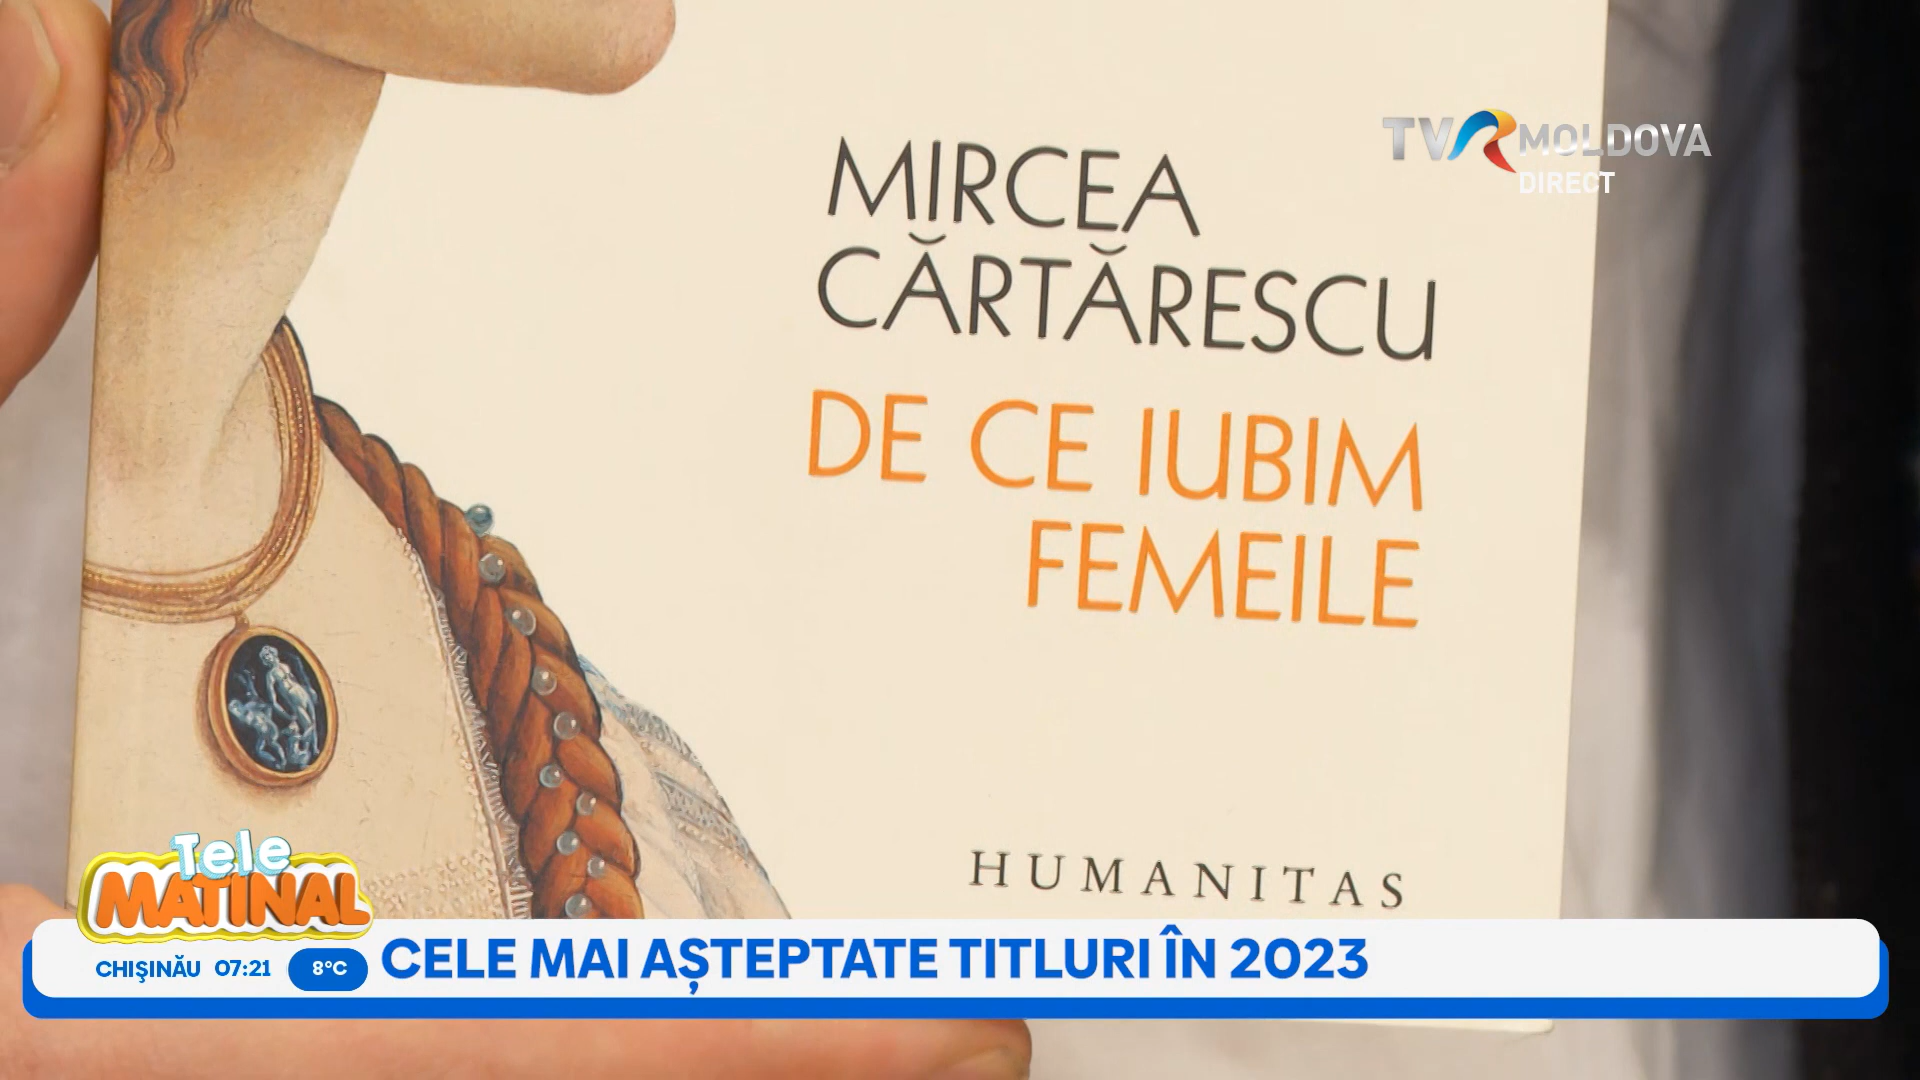 TVR MOLDOVA
DIRECT
MIRCEA
CĂRTĂRESCU
DE CE IUBIM
FEMEILE
HUMANITAS
Tele
MATINAL
CHIŞINĂU 07:21 8°C
CELE MAI AȘTEPTATE TITLURI ÎN 2023